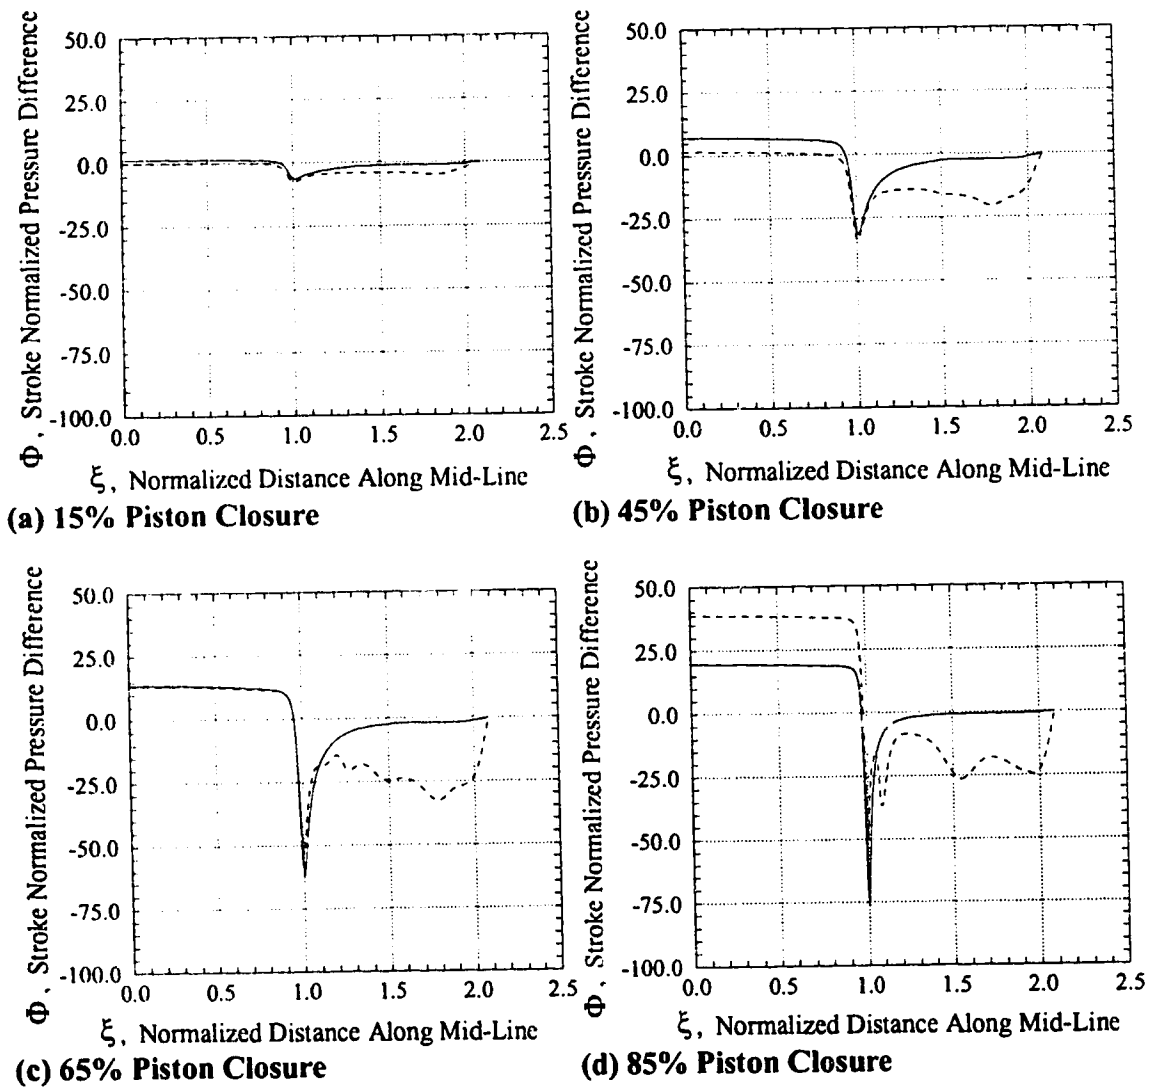 Φ, Stroke Normalized Pressure Difference
50.0
25.0
0.0
-25.0
-50.0
-75.0
-100.0
0.0 0.5 1.0 1.5 2.0 2.5
ξ, Normalized Distance Along Mid-Line
(a) 15% Piston Closure
Φ, Stroke Normalized Pressure Difference
50.0
25.0
0.0
-25.0
-50.0
-75.0
-100.0
0.0 0.5 1.0 1.5 2.0 2.5
ξ, Normalized Distance Along Mid-Line
(b) 45% Piston Closure
Φ, Stroke Normalized Pressure Difference
50.0
25.0
0.0
-25.0
-50.0
-75.0
-100.0
0.0 0.5 1.0 1.5 2.0 2.5
ξ, Normalized Distance Along Mid-Line
(c) 65% Piston Closure
Φ, Stroke Normalized Pressure Difference
50.0
25.0
0.0
-25.0
-50.0
-75.0
-100.0
0.0 0.5 1.0 1.5 2.0 2.5
ξ, Normalized Distance Along Mid-Line
(d) 85% Piston Closure